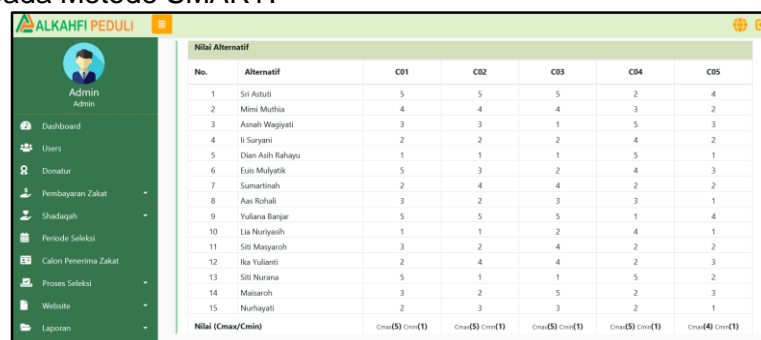 pada Metode SMART.
ALKAHFI PEDULI
Admin
Admin
Dashboard
Users
Donatur
Pembayaran Zakat
Shadaqah
Periode Seleksi
Calon Penerima Zakat
Proses Seleksi
Website
Laporan
Nilai Alternatif
No. Alternatif C01 C02 C03 C04 C05
1 Sri Astuti 5 5 5 2 4
2 Mimi Muthia 4 4 4 3 2
3 Asnah Wagiyati 3 3 1 5 3
4 Ii Suryani 2 2 2 4 2
5 Dian Asih Rahayu 1 1 1 5 1
6 Euis Mulyatik 5 3 2 4 3
7 Sumartinah 2 4 4 2 2
8 Aas Rohali 3 2 3 3 1
9 Yuliana Banjar 5 5 5 1 4
10 Lia Nuriyasih 1 1 2 4 1
11 Siti Masyaroh 3 2 4 2 2
12 Ika Yulianti 2 4 4 2 3
13 Siti Nurana 5 1 1 5 2
14 Maisaroh 3 2 5 2 3
15 Nurhayati 2 3 3 2 1
Nilai (Cmax/Cmin) Cmax(5) Cmin(1) Cmax(5) Cmin(1) Cmax(5) Cmin(1) Cmax(5) Cmin(1) Cmax(4) Cmin(1)